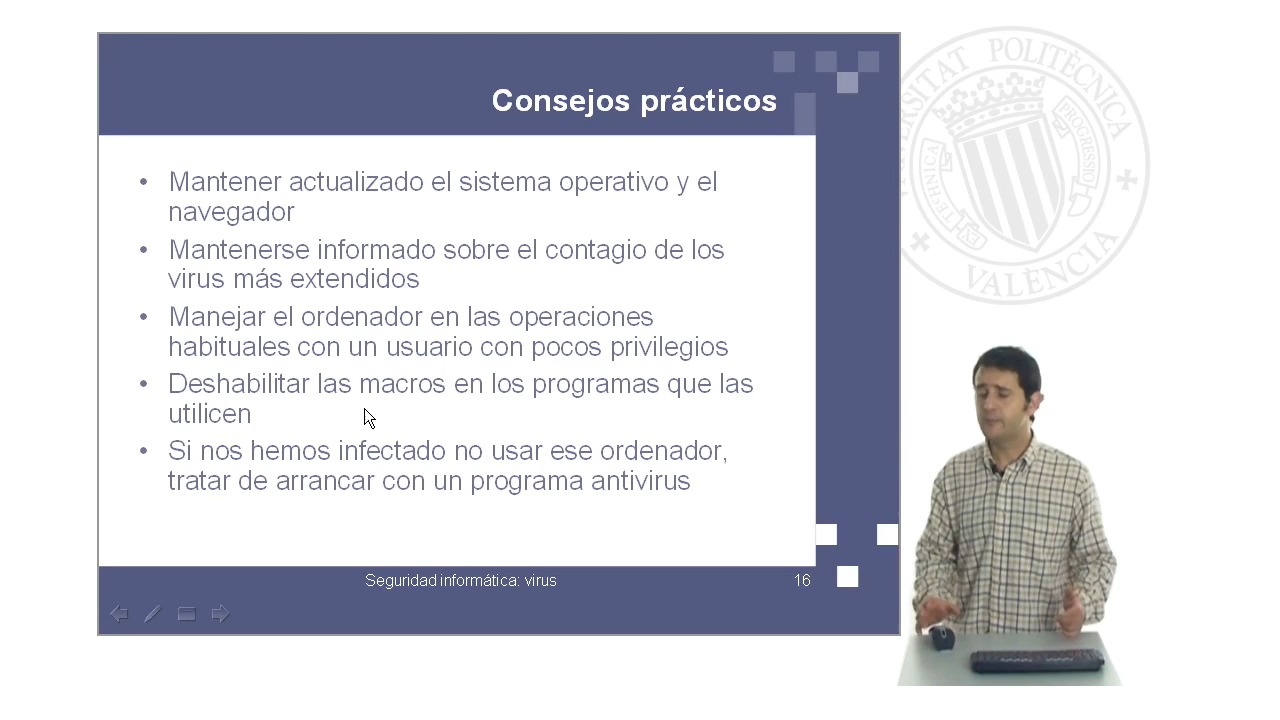 Consejos prácticos
• Mantener actualizado el sistema operativo y el
navegador
• Mantenerse informado sobre el contagio de los
virus más extendidos
• Manejar el ordenador en las operaciones
habituales con un usuario con pocos privilegios
• Deshabilitar las macros en los programas que las
utilicen
• Si nos hemos infectado no usar ese ordenador,
tratar de arrancar con un programa antivirus
Seguridad informática: virus
16
POLITÈCNICA
VALÈNCIA
EX TECHNICA
PROGRESSIO